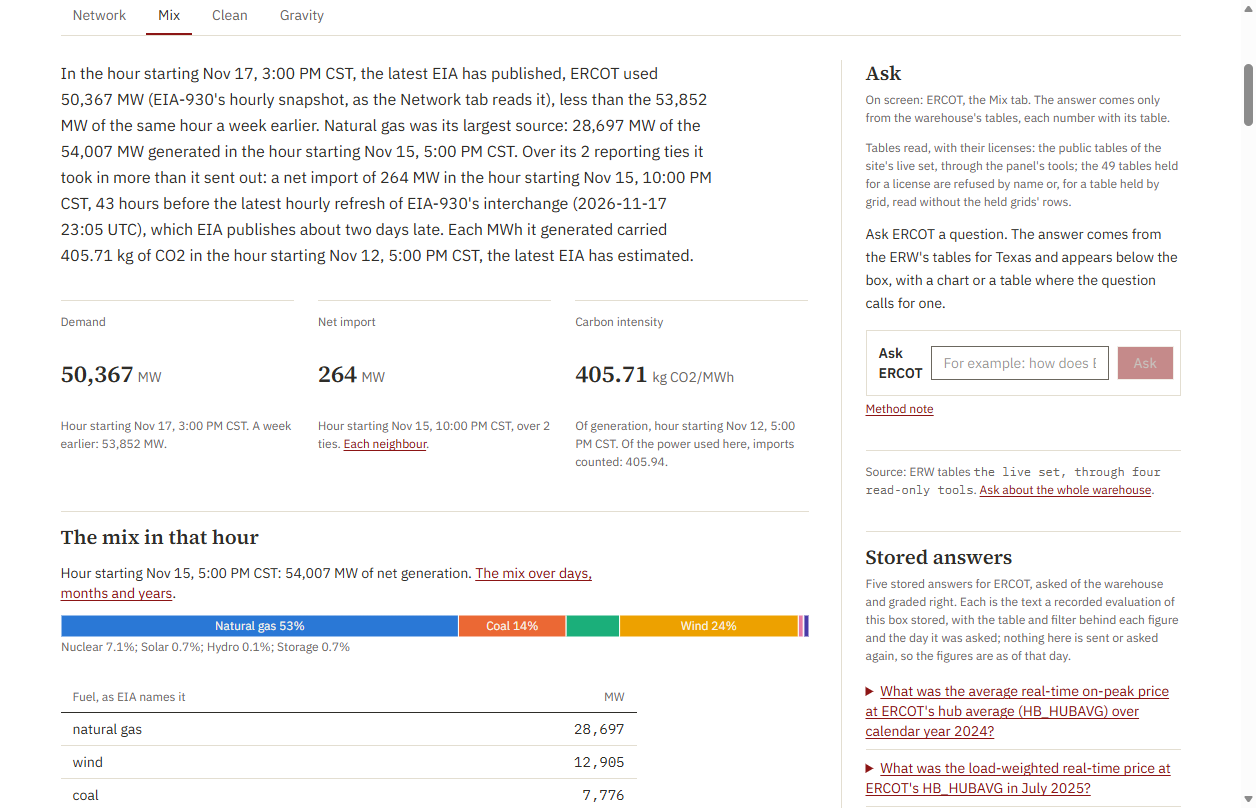 Network Mix Clean Gravity
In the hour starting Nov 17, 3:00 PM CST, the latest EIA has published, ERCOT used
50,367 MW (EIA-930's hourly snapshot, as the Network tab reads it), less than the 53,852
MW of the same hour a week earlier. Natural gas was its largest source: 28,697 MW of the
54,007 MW generated in the hour starting Nov 15, 5:00 PM CST. Over its 2 reporting ties it
took in more than it sent out: a net import of 264 MW in the hour starting Nov 15, 10:00 PM
CST, 43 hours before the latest hourly refresh of EIA-930's interchange (2026-11-17
23:05 UTC), which EIA publishes about two days late. Each MWh it generated carried
405.71 kg of CO2 in the hour starting Nov 12, 5:00 PM CST, the latest EIA has estimated.
Demand
50,367 MW
Hour starting Nov 17, 3:00 PM CST. A week
earlier: 53,852 MW.
Net import
264 MW
Hour starting Nov 15, 10:00 PM CST, over 2
ties. Each neighbour.
Carbon intensity
405.71 kg CO2/MWh
Of generation, hour starting Nov 12, 5:00
PM CST. Of the power used here, imports
counted: 405.94.
The mix in that hour
Hour starting Nov 15, 5:00 PM CST: 54,007 MW of net generation. The mix over days,
months and years.
Natural gas 53% Coal 14% Wind 24%
Nuclear 7.1%; Solar 0.7%; Hydro 0.1%; Storage 0.7%
Fuel, as EIA names it MW
natural gas 28,697
wind 12,905
coal 7,776
Ask
On screen: ERCOT, the Mix tab. The answer comes only
from the warehouse's tables, each number with its table.
Tables read, with their licenses: the public tables of the
site's live set, through the panel's tools; the 49 tables held
for a license are refused by name or, for a table held by
grid, read without the held grids' rows.
Ask ERCOT a question. The answer comes from
the ERW's tables for Texas and appears below the
box, with a chart or a table where the question
calls for one.
Ask
ERCOT
For example: how does E
Ask
Method note
Source: ERW tables the live set, through four
read-only tools. Ask about the whole warehouse.
Stored answers
Five stored answers for ERCOT, asked of the warehouse
and graded right. Each is the text a recorded evaluation of
this box stored, with the table and filter behind each figure
and the day it was asked; nothing here is sent or asked
again, so the figures are as of that day.
What was the average real-time on-peak price
at ERCOT's hub average (HB_HUBAVG) over
calendar year 2024?
What was the load-weighted real-time price at
ERCOT's HB_HUBAVG in July 2025?